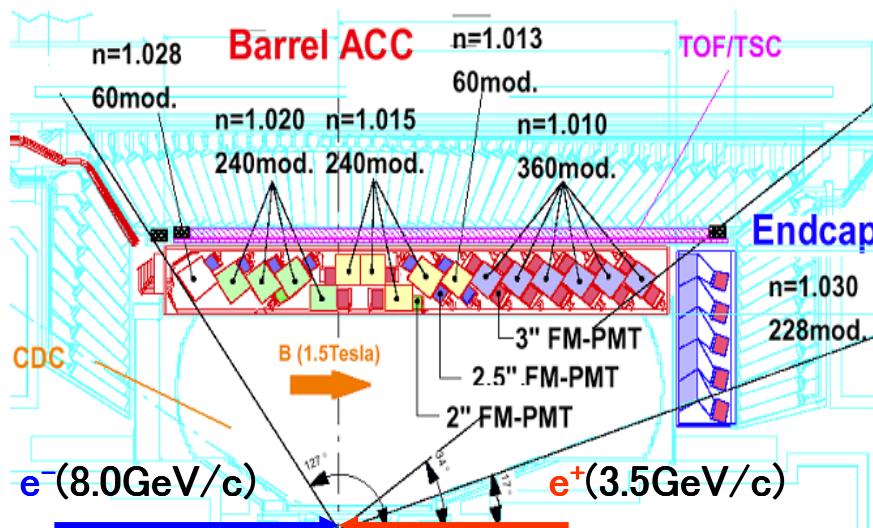 Barrel ACC
n=1.028
60mod.
n=1.013
60mod.
TOF/TSC
n=1.020
240mod.
n=1.015
240mod.
n=1.010
360mod.
Endcap
n=1.030
228mod.
CDC
B (1.5Tesla)
3" FM-PMT
2.5" FM-PMT
2" FM-PMT
127°
34°
17°
e⁻(8.0GeV/c)
e⁺(3.5GeV/c)